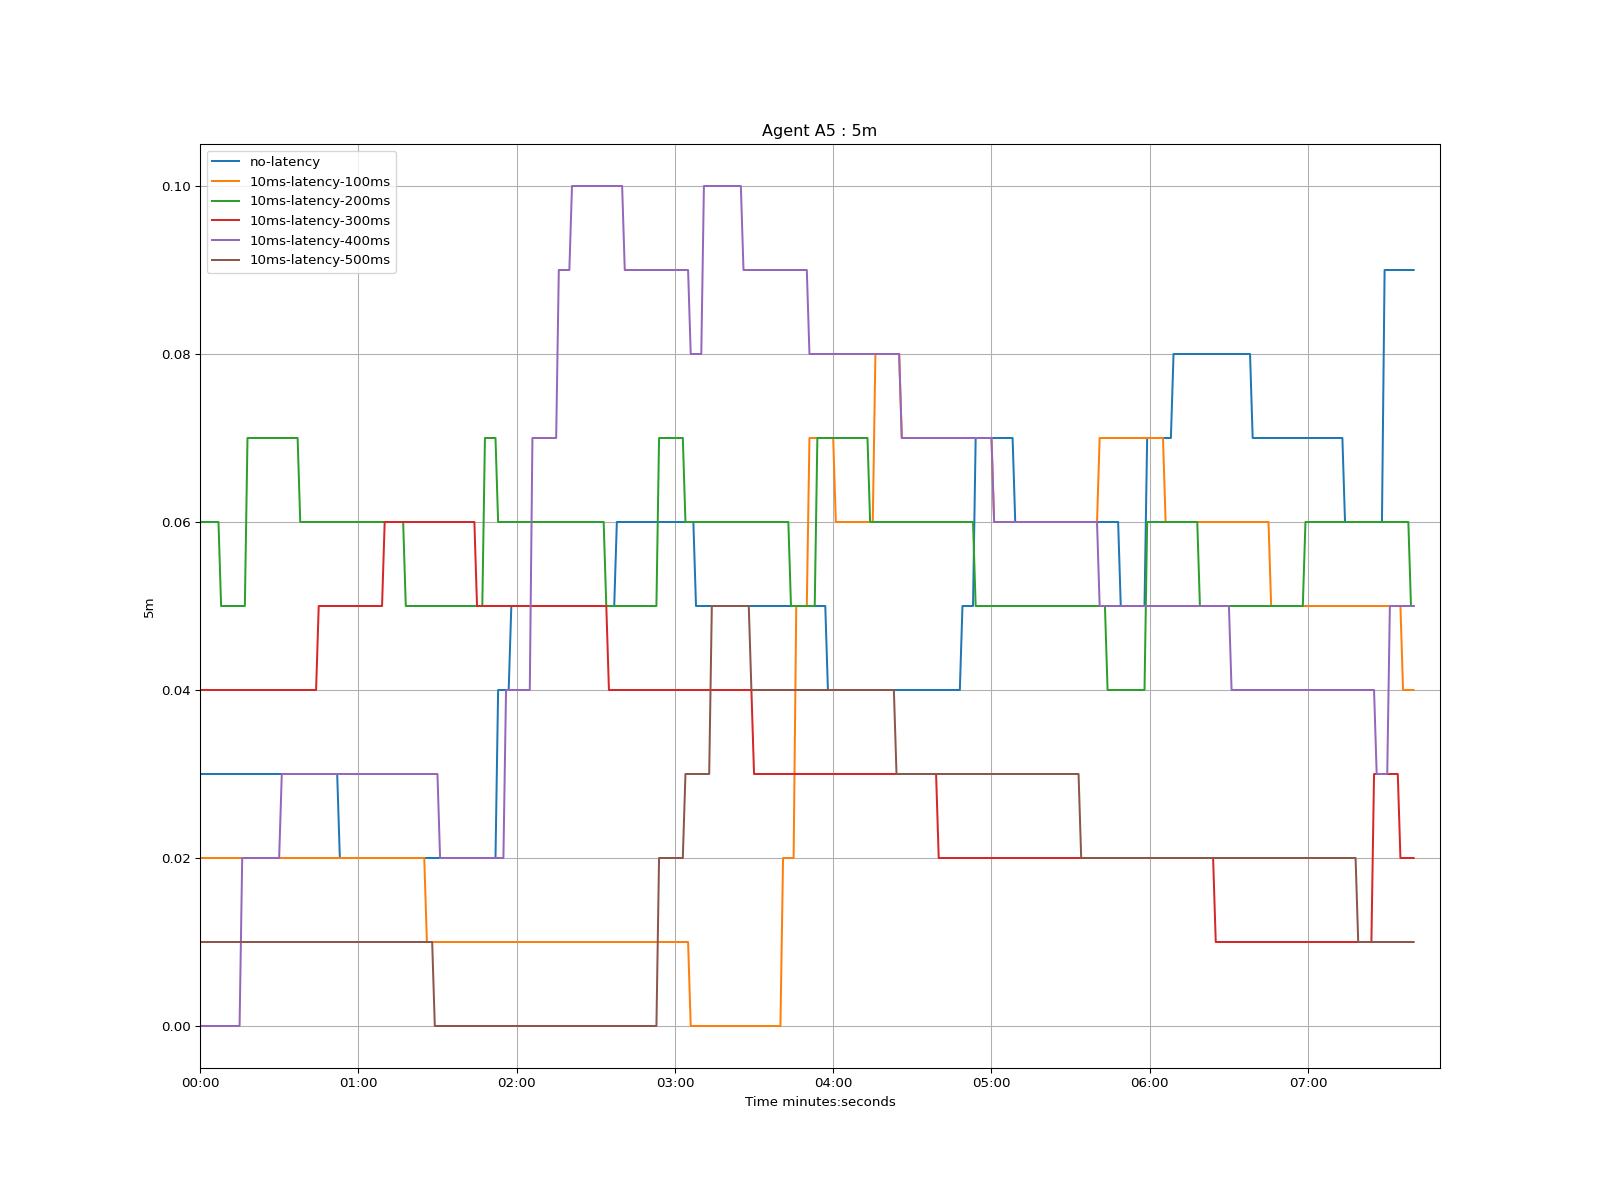 Agent A5 : 5m
no-latency
10ms-latency-100ms
10ms-latency-200ms
10ms-latency-300ms
10ms-latency-400ms
10ms-latency-500ms
0.10
0.08
0.06
0.04
0.02
0.00
5m
00:00 01:00 02:00 03:00 04:00 05:00 06:00 07:00
Time minutes:seconds